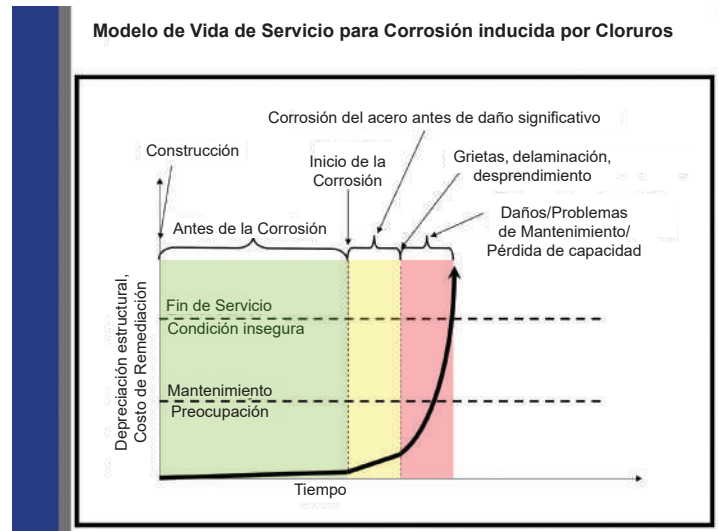 Modelo de Vida de Servicio para Corrosión inducida por Cloruros
Corrosión del acero antes de daño significativo
Construcción
Inicio de la
Corrosión
Grietas, delaminación,
desprendimiento
Daños/Problemas
de Mantenimiento/
Pérdida de capacidad
Antes de la Corrosión
Fin de Servicio
Condición insegura
Mantenimiento
Preocupación
Depreciación estructural,
Costo de Remediación
Tiempo